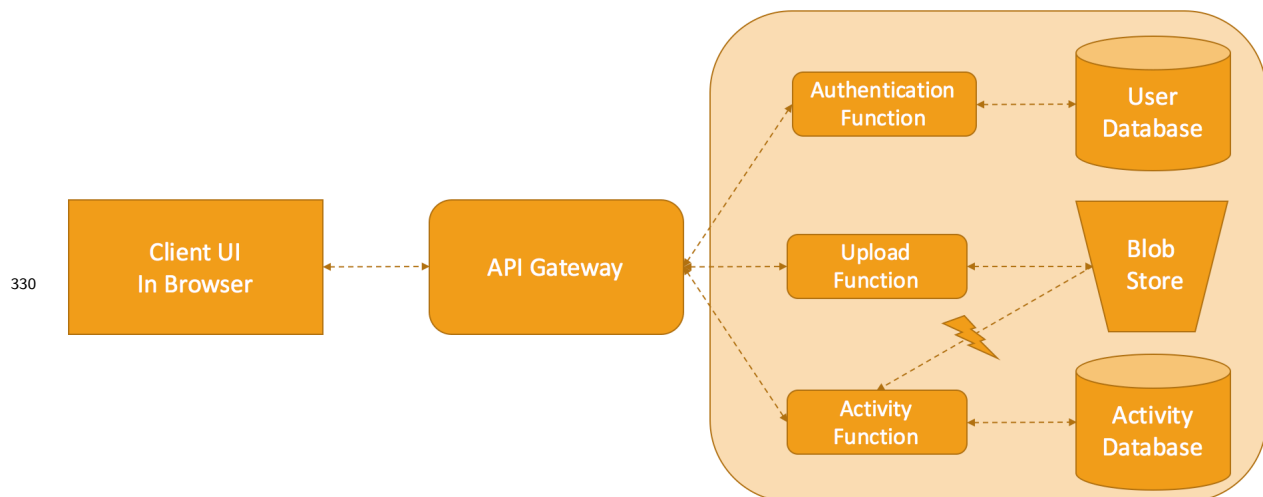 330
Client UI
In Browser
API Gateway
Authentication
Function
User
Database
Upload
Function
Blob
Store
Activity
Function
Activity
Database